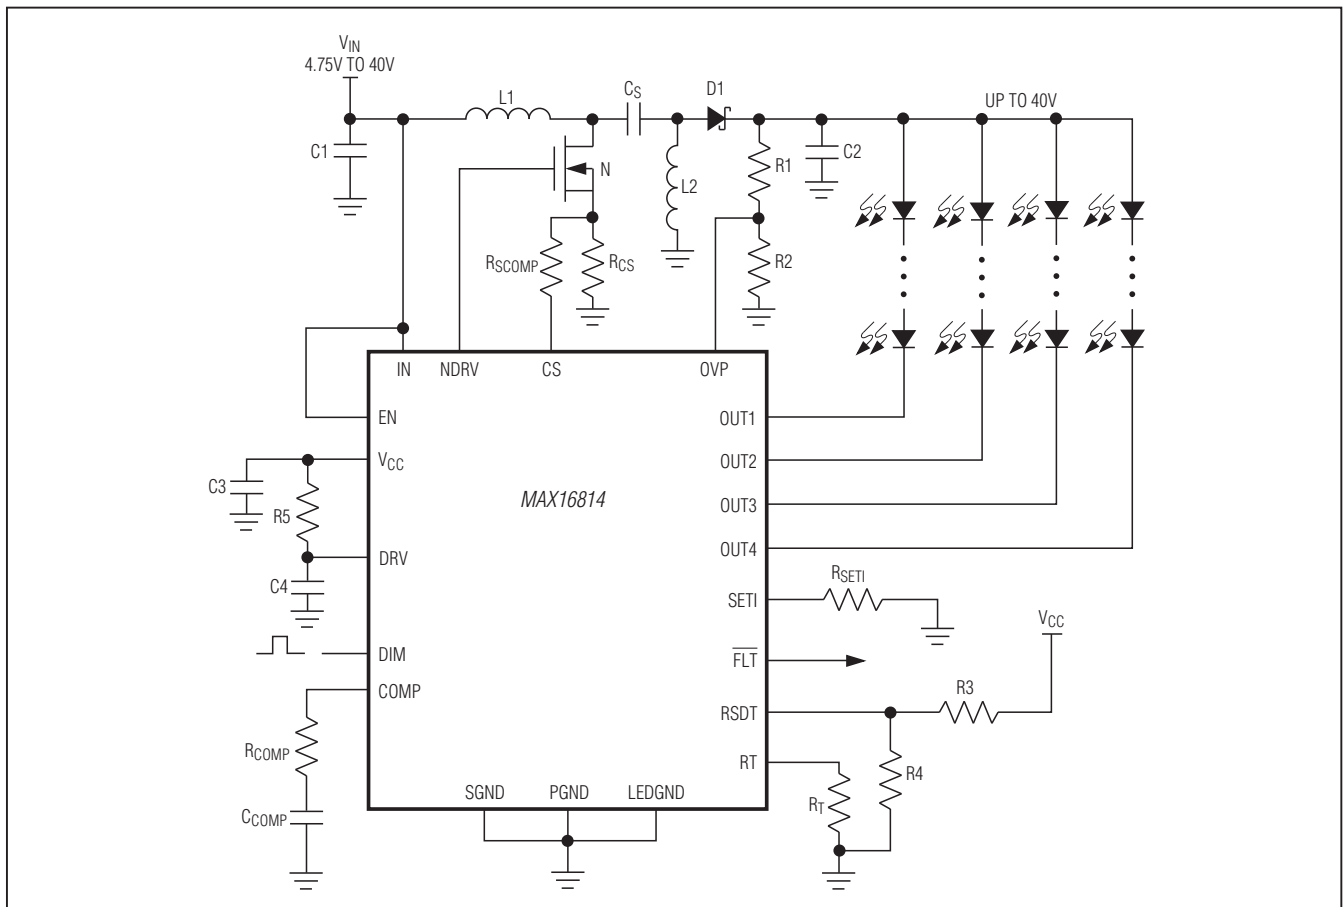 V_IN
4.75V TO 40V
L1
C_S
D1
UP TO 40V
C1
N
L2
R1
C2
R_SCOMP
R_CS
R2
IN
NDRV
CS
OVP
EN
OUT1
V_CC
OUT2
C3
R5
MAX16814
OUT3
DRV
OUT4
C4
SETI
R_SETI
DIM
FLT
V_CC
COMP
RSDT
R3
R_COMP
RT
R4
C_COMP
SGND
PGND
LEDGND
R_T